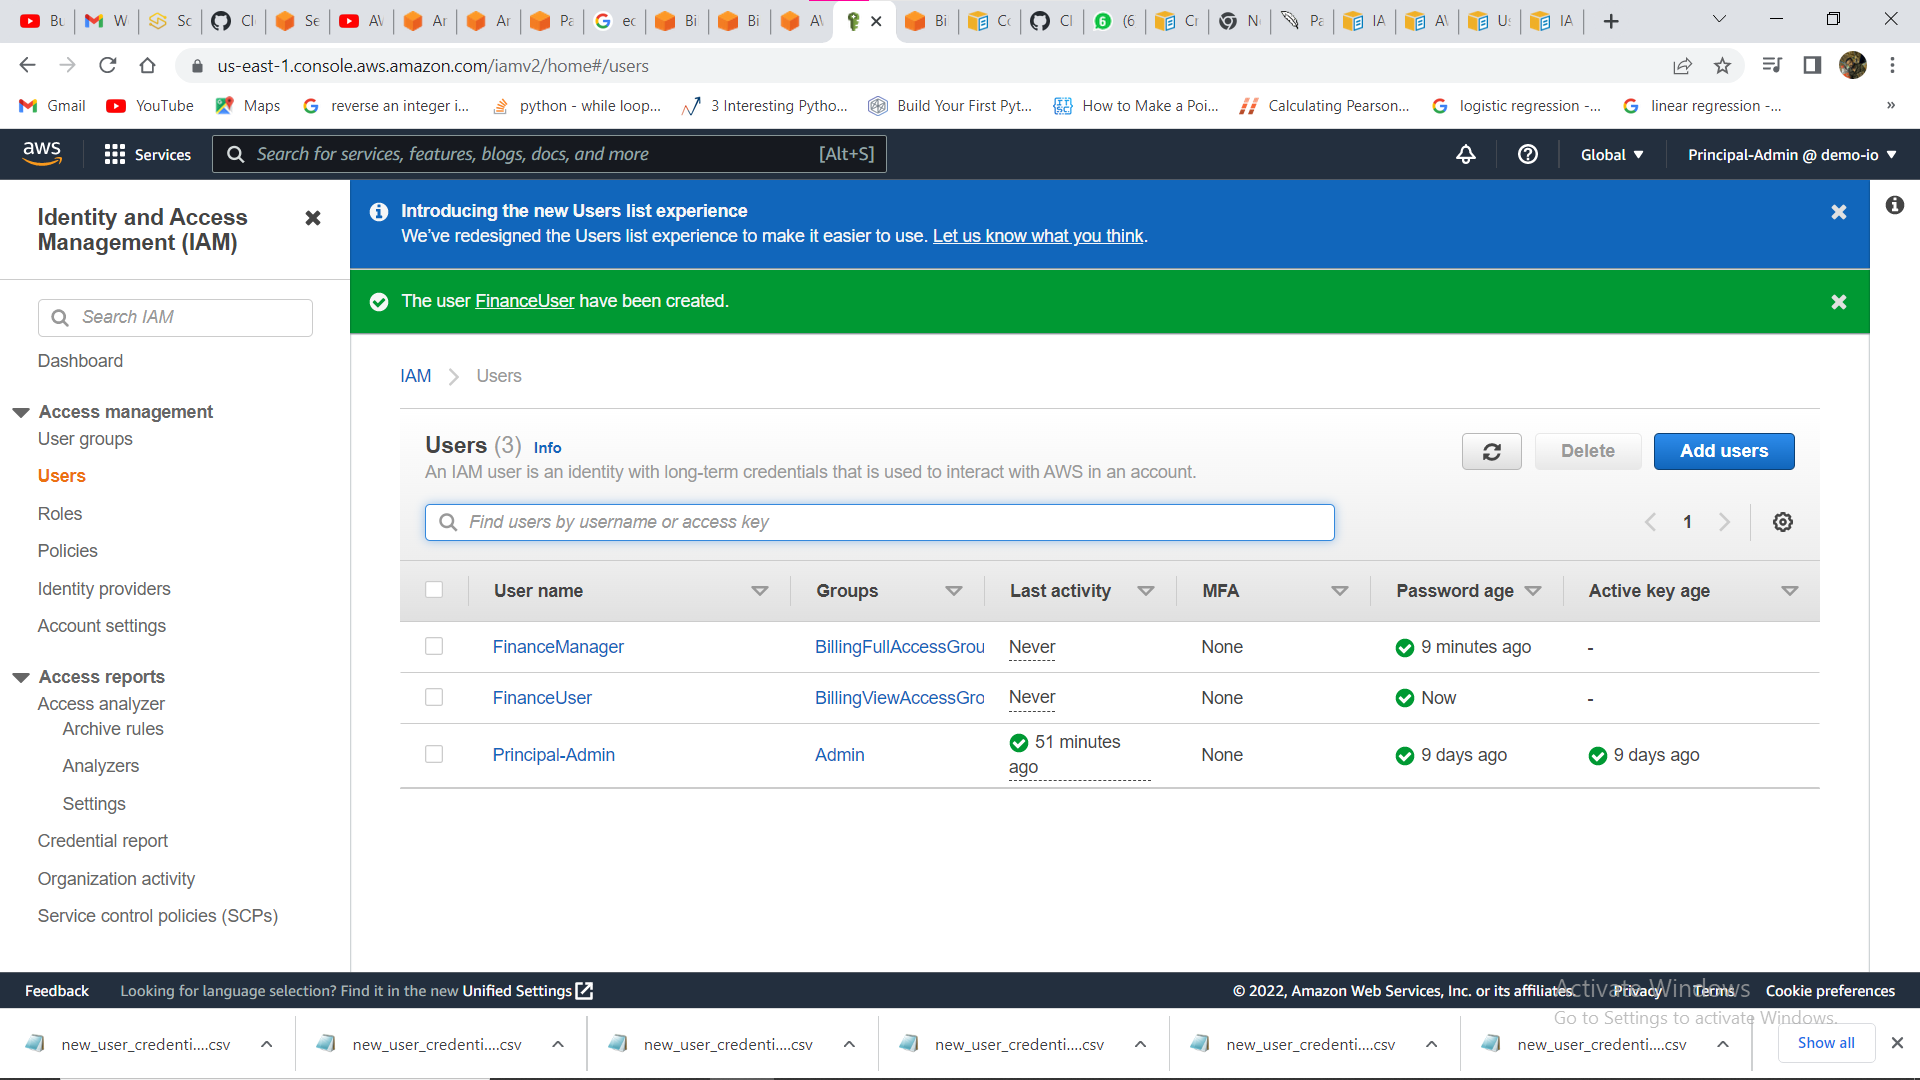 Bu
W
Sc
Cl
Se
AV
Ar
Ar
Pa
ec
Bi
Bi
AV
Bi
Co
Cl
(6
Cr
N
Pa
IA
A\
Us
IA
us-east-1.console.aws.amazon.com/iamv2/home#/users
Gmail
YouTube
Maps
reverse an integer i...
python - while loop...
3 Interesting Pytho...
Build Your First Pyt...
How to Make a Poi...
Calculating Pearson...
logistic regression -...
linear regression -...
»
aws
Services
Search for services, features, blogs, docs, and more
[Alt+S]
Global
Principal-Admin @ demo-io
Identity and Access
Management (IAM)
Search IAM
Dashboard
Access management
User groups
Users
Roles
Policies
Identity providers
Account settings
Access reports
Access analyzer
Archive rules
Analyzers
Settings
Credential report
Organization activity
Service control policies (SCPs)
Introducing the new Users list experience
We've redesigned the Users list experience to make it easier to use. Let us know what you think.
The user FinanceUser have been created.
IAM > Users
Users (3) Info
An IAM user is an identity with long-term credentials that is used to interact with AWS in an account.
Delete
Add users
Find users by username or access key
1
User name Groups Last activity MFA Password age Active key age
FinanceManager BillingFullAccessGrou Never None 9 minutes ago -
FinanceUser BillingViewAccessGro Never None Now -
Principal-Admin Admin 51 minutes ago None 9 days ago 9 days ago
Feedback
Looking for language selection? Find it in the new Unified Settings
© 2022, Amazon Web Services, Inc. or its affiliates.
Privacy
Terms
Cookie preferences
Activate Windows
Go to Settings to activate Windows.
new_user_credenti....csv
new_user_credenti....csv
new_user_credenti....csv
new_user_credenti....csv
new_user_credenti....csv
new_user_credenti....csv
Show all